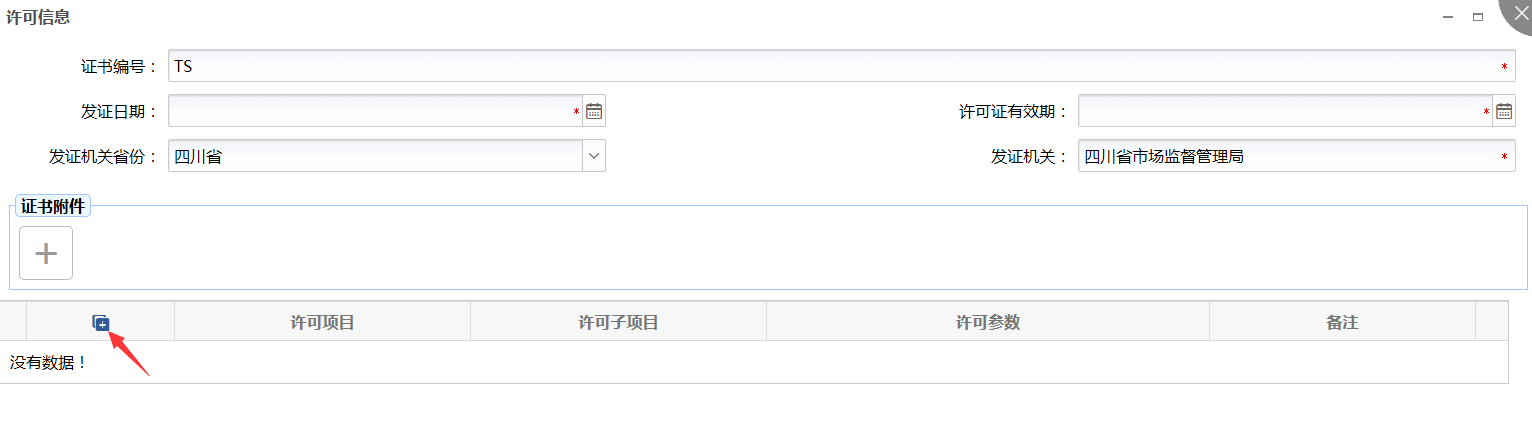 许可信息
证书编号： TS *
发证日期： * 许可证有效期： *
发证机关省份： 四川省 发证机关： 四川省市场监督管理局 *
证书附件
许可项目 许可子项目 许可参数 备注
没有数据！